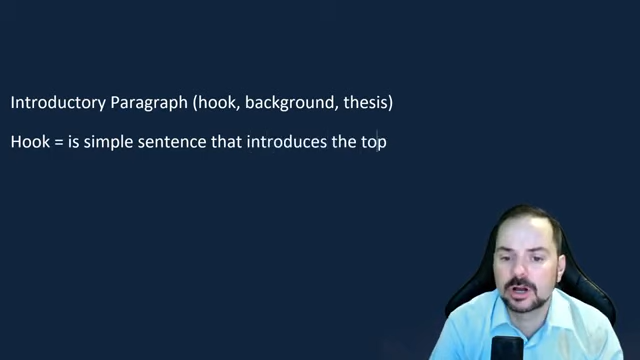 Introductory Paragraph (hook, background, thesis)
Hook = is simple sentence that introduces the top